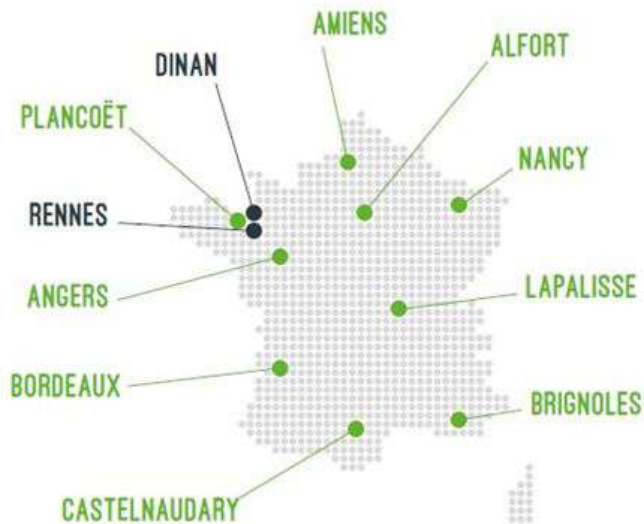 AMIENS
ALFORT
DINAN
PLANCOËT
NANCY
RENNES
ANGERS
LAPALISSE
BORDEAUX
BRIGNOLES
CASTELNAUDARY